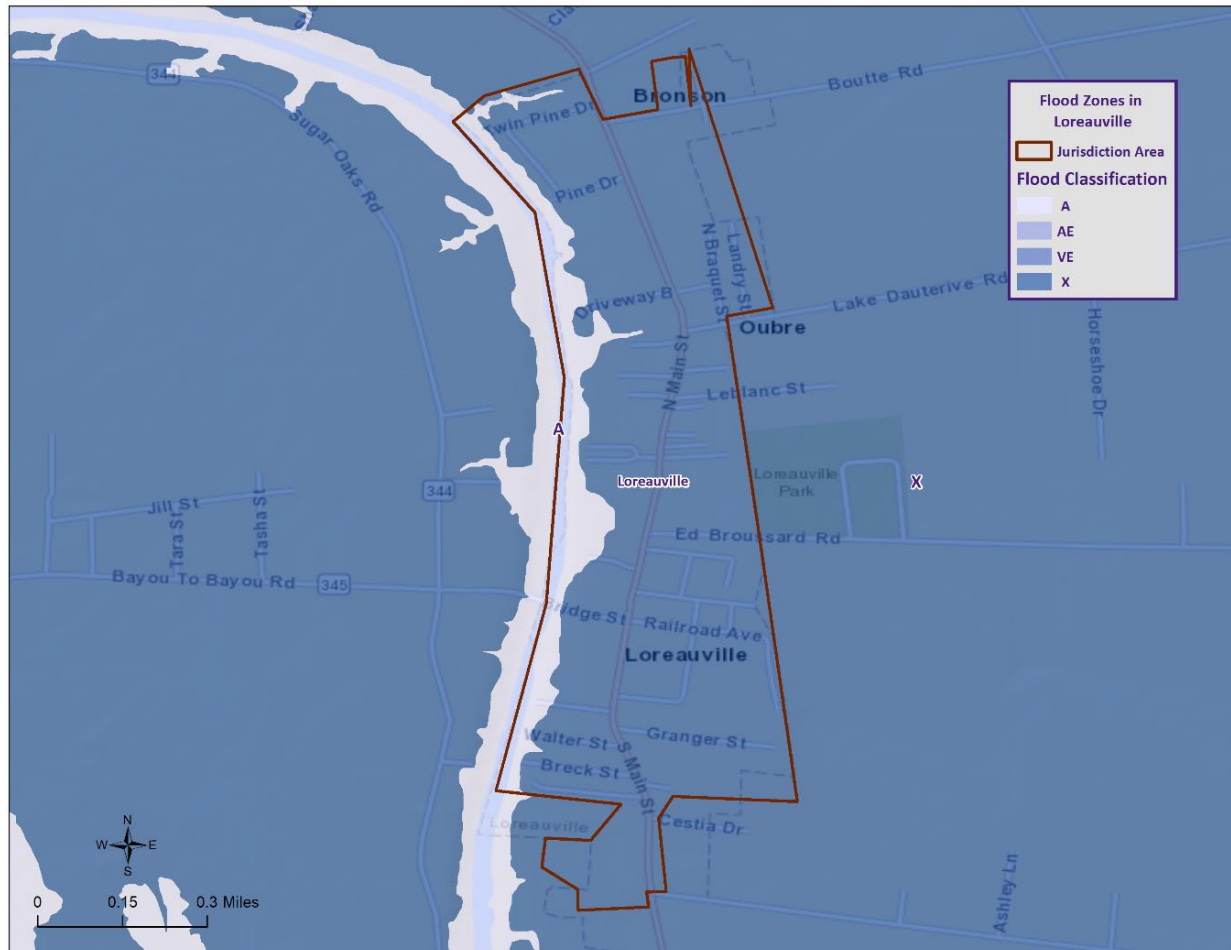 Cla
344
Sugar Oaks Rd
Twin Pine Dr
Bronson
Boutte Rd
Flood Zones in
Loreauville
Jurisdiction Area
Flood Classification
A
AE
VE
X
Pine Dr
N Braquet St
Landry St
Driveway B
Lake Dauterive Rd
Oubre
Horseshoe Dr
N Main St
Leblanc St
A
Loreauville
Loreauville
Park
X
344
Jill St
Tara St
Tasha St
Ed Broussard Rd
Bayou To Bayou Rd
345
Bridge St
Railroad Ave
Loreauville
Walter St
Granger St
S Main St
Breck St
Loreauville
Cestia Dr
Ashley Ln
N
W
E
S
0 0.15 0.3 Miles